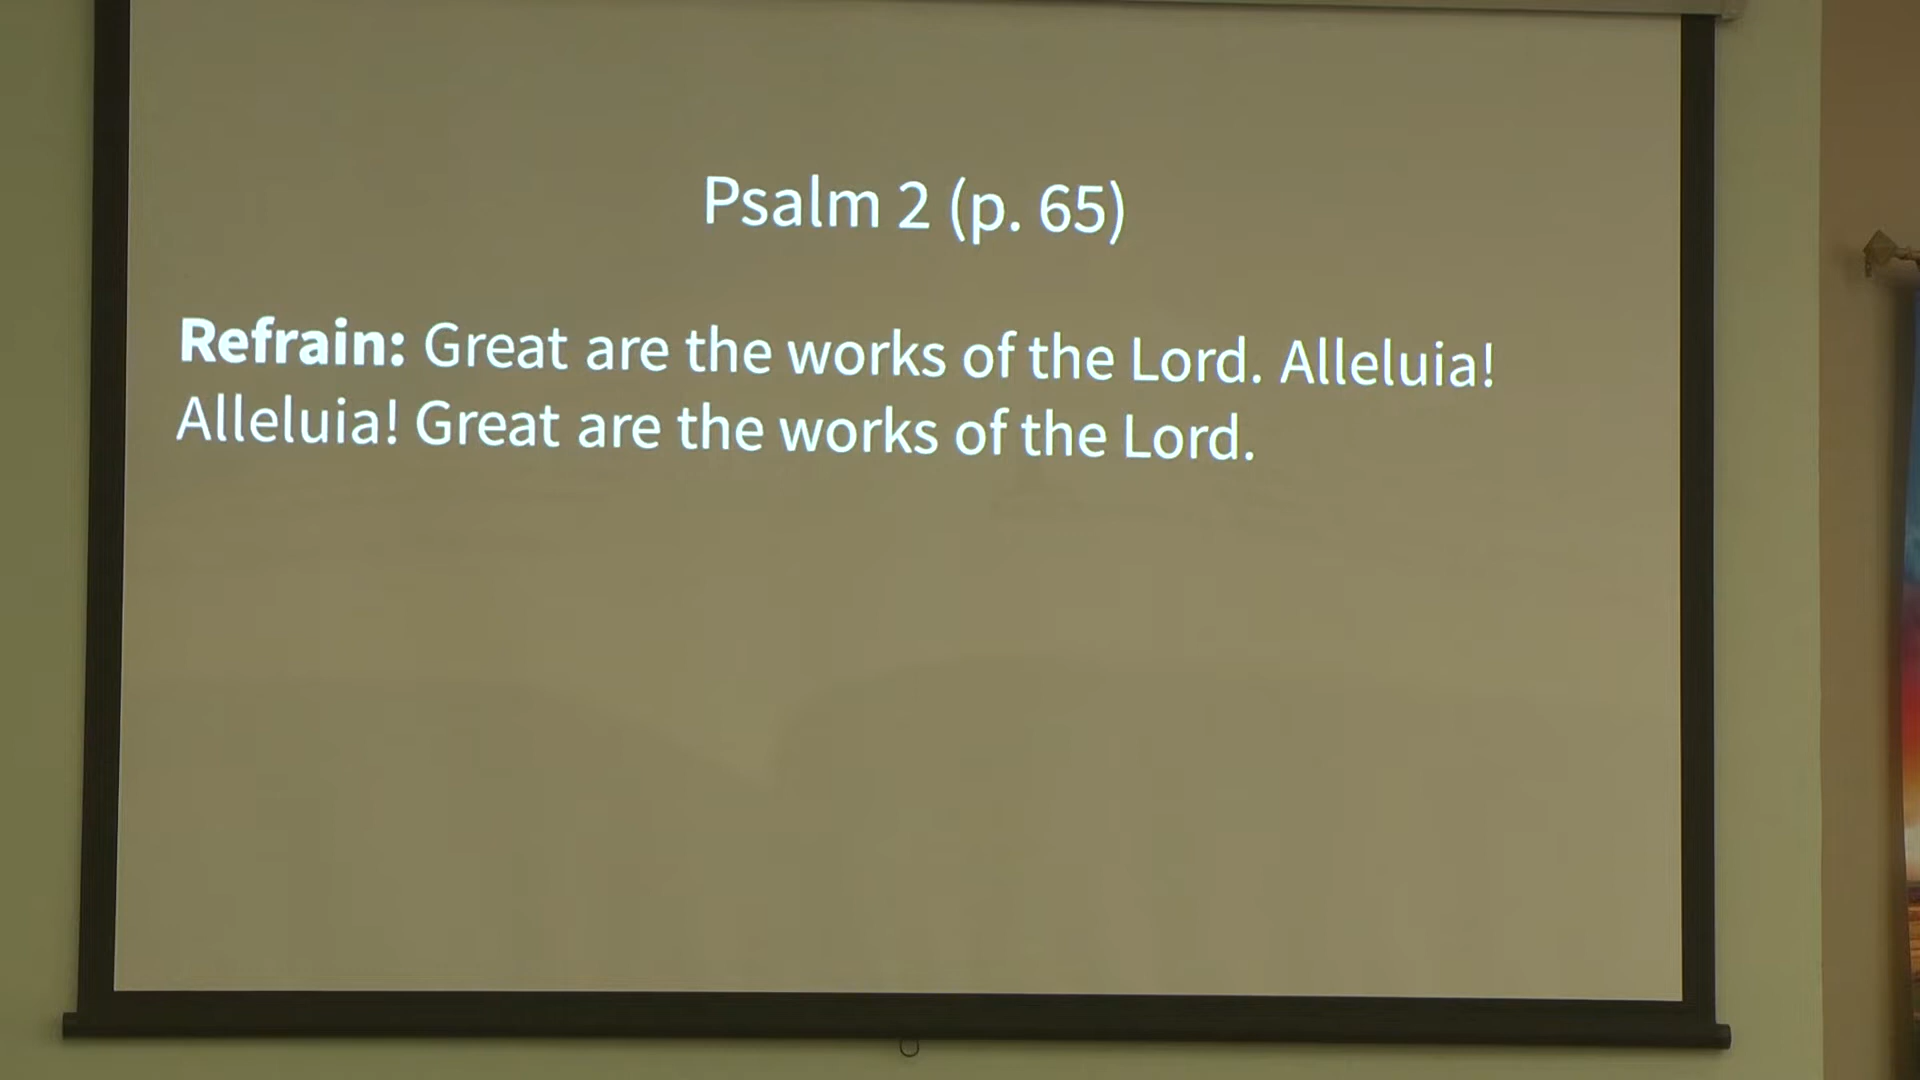 Psalm 2 (p. 65)
Refrain: Great are the works of the Lord. Alleluia!
Alleluia! Great are the works of the Lord.